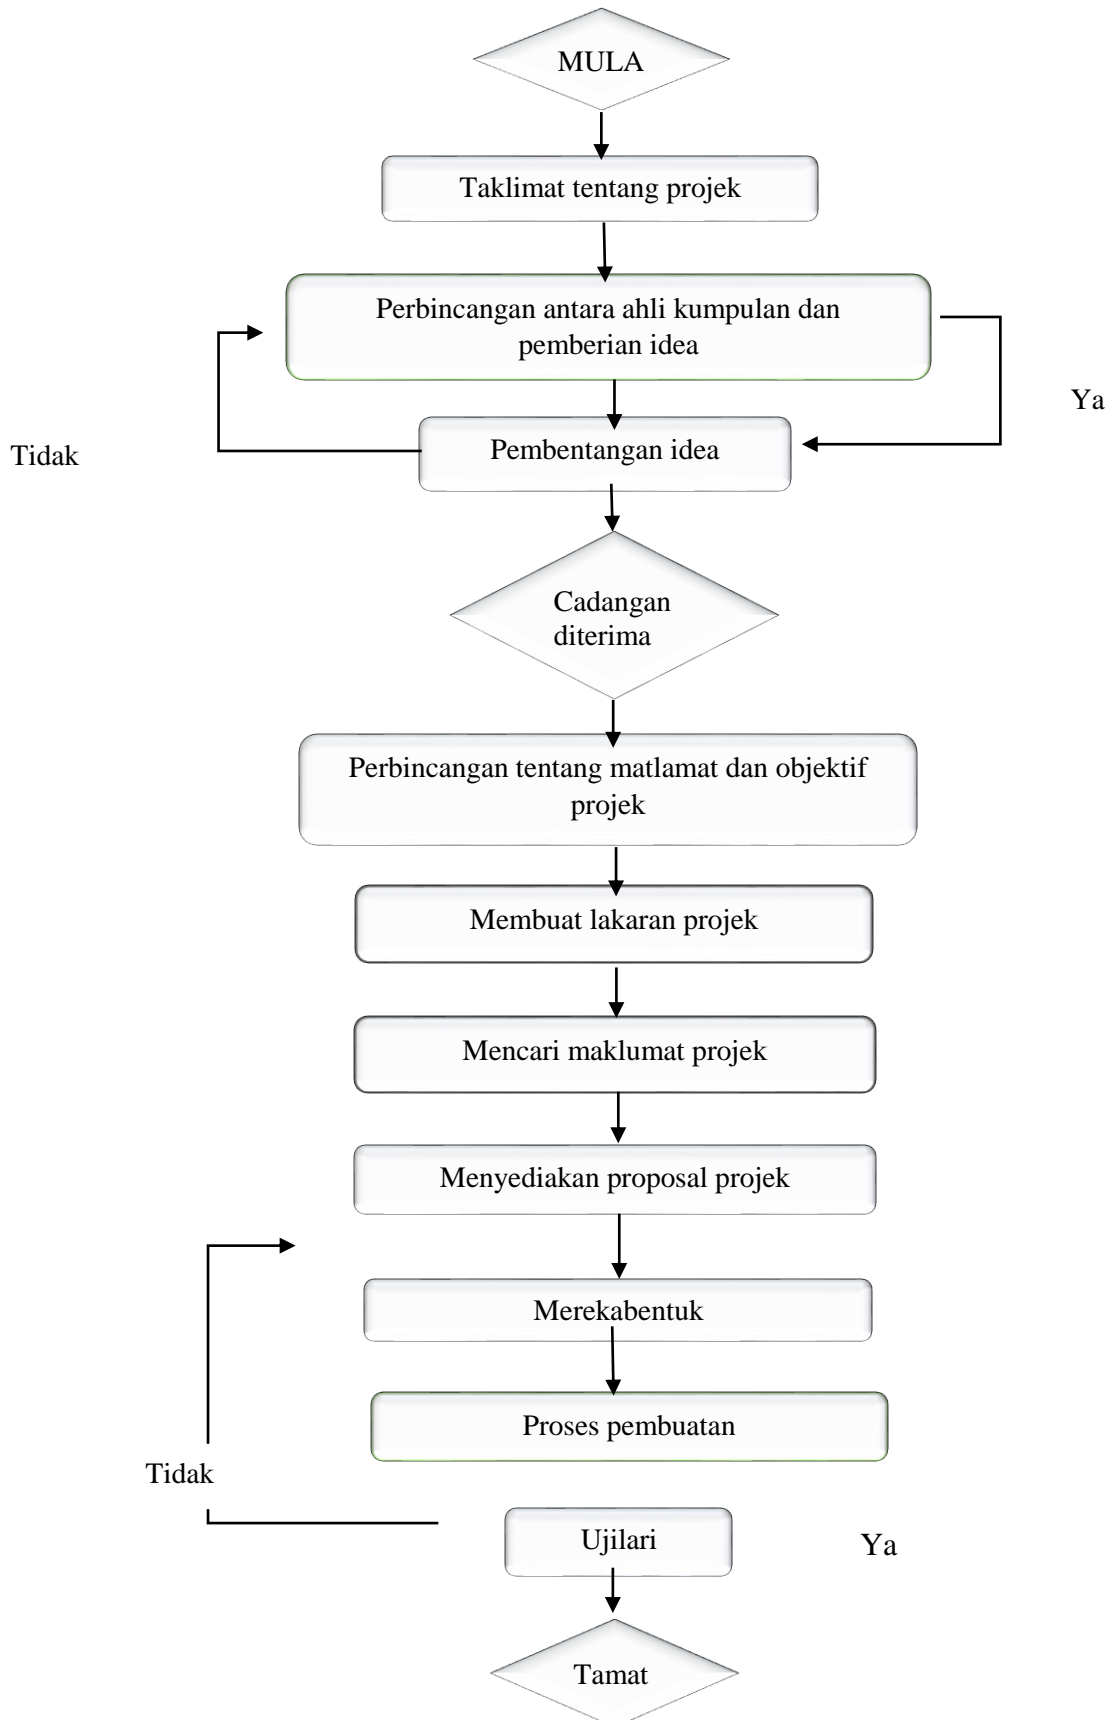 MULA
Taklimat tentang projek
Perbincangan antara ahli kumpulan dan
pemberian idea
Ya
Tidak
Pembentangan idea
Cadangan
diterima
Perbincangan tentang matlamat dan objektif
projek
Membuat lakaran projek
Mencari maklumat projek
Menyediakan proposal projek
Merekabentuk
Proses pembuatan
Tidak
Ujilari
Ya
Tamat